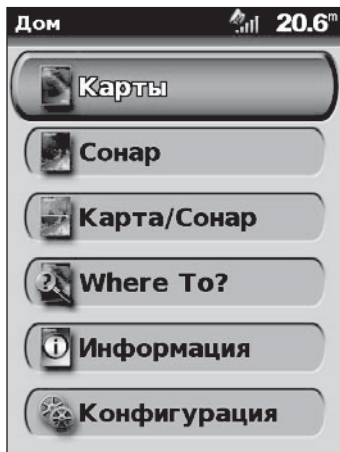 Дом 20.6m
Карты
Сонар
Карта/Сонар
Where To?
Информация
Конфигурация